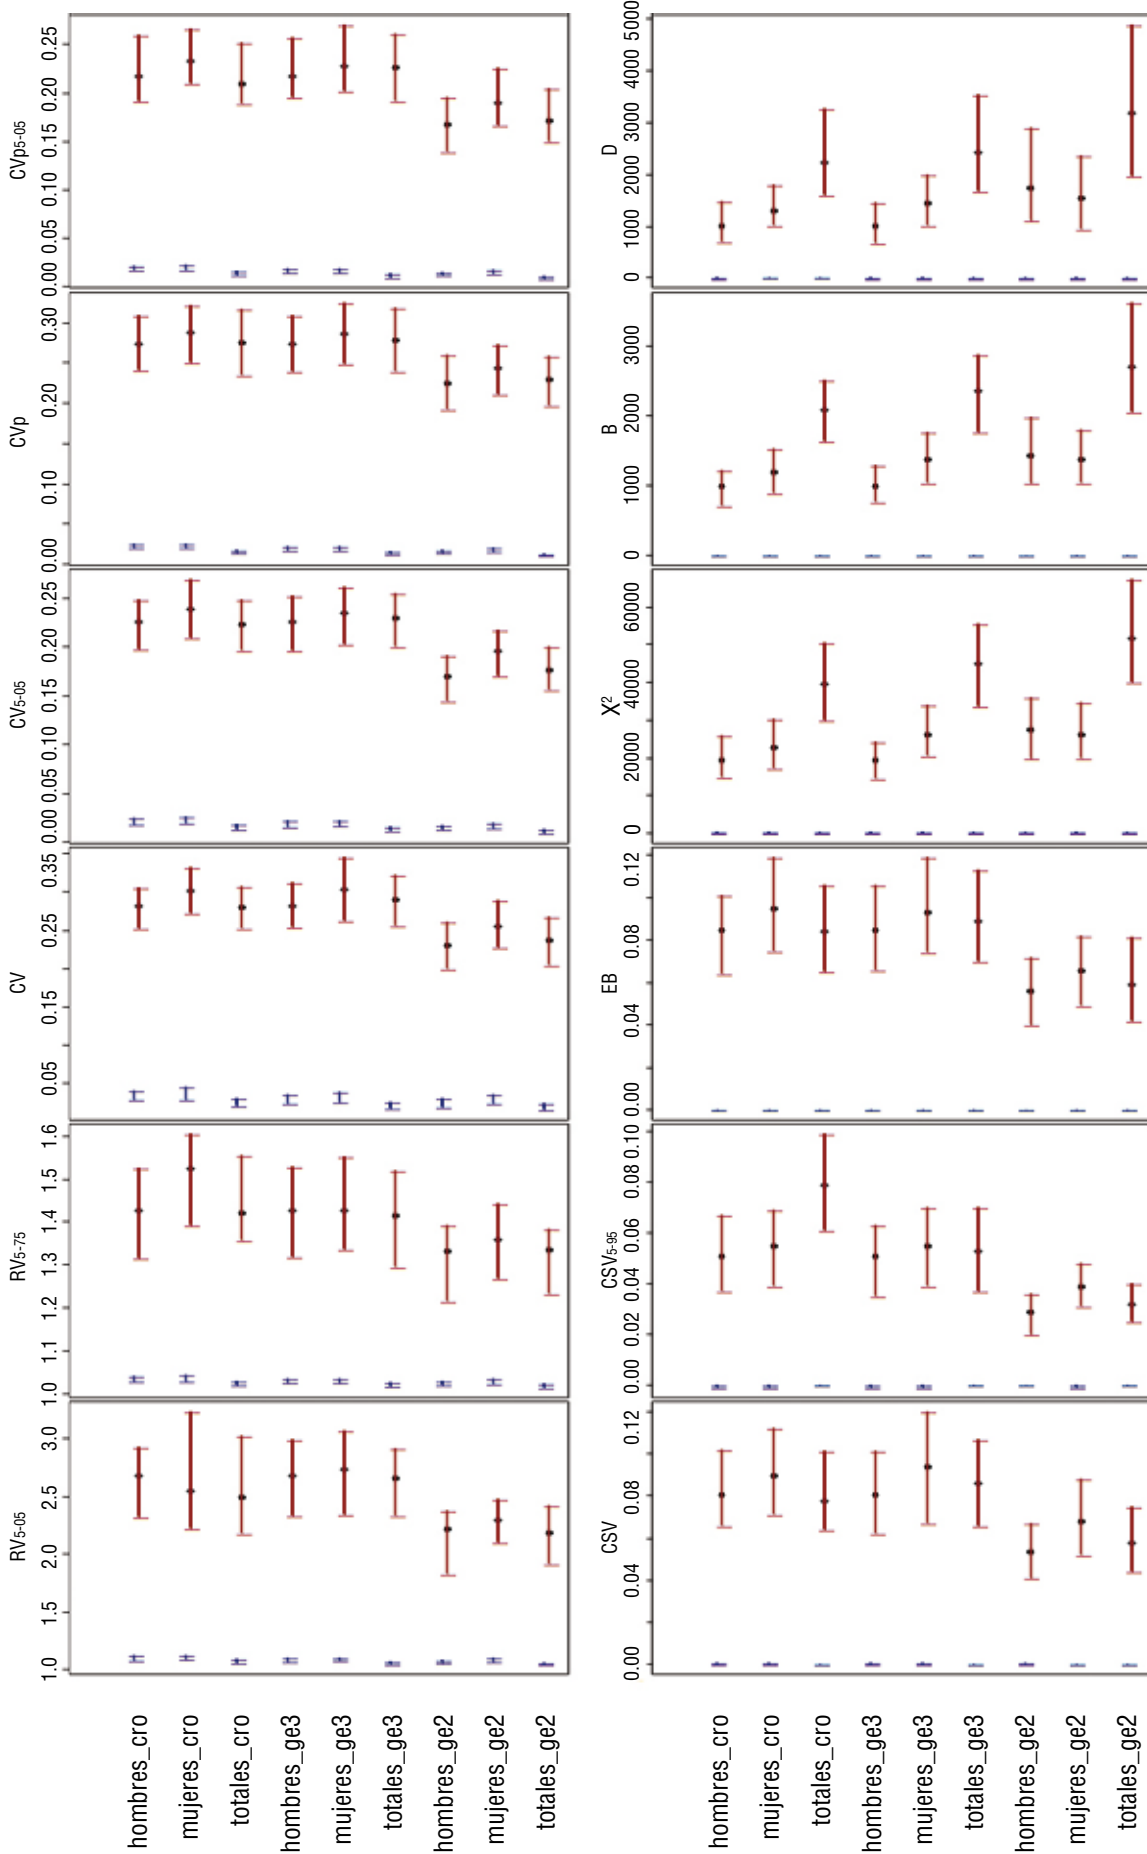 CVp5-05
0.00 0.05 0.10 0.15 0.20 0.25
CVp
0.00 0.10 0.20 0.30
CV5-05
0.00 0.05 0.10 0.15 0.20 0.25
CV
0.05 0.15 0.25 0.35
RV5-75
1.0 1.1 1.2 1.3 1.4 1.5 1.6
RV5-05
1.0 1.5 2.0 2.5 3.0
hombres_cro
mujeres_cro
totales_cro
hombres_ge3
mujeres_ge3
totales_ge3
hombres_ge2
mujeres_ge2
totales_ge2
D
0 1000 2000 3000 4000 5000
B
0 1000 2000 3000
X²
0 20000 40000 60000
EB
0.00 0.04 0.08 0.12
CSV5-95
0.00 0.02 0.04 0.06 0.08 0.10
CSV
0.00 0.04 0.08 0.12
hombres_cro
mujeres_cro
totales_cro
hombres_ge3
mujeres_ge3
totales_ge3
hombres_ge2
mujeres_ge2
totales_ge2